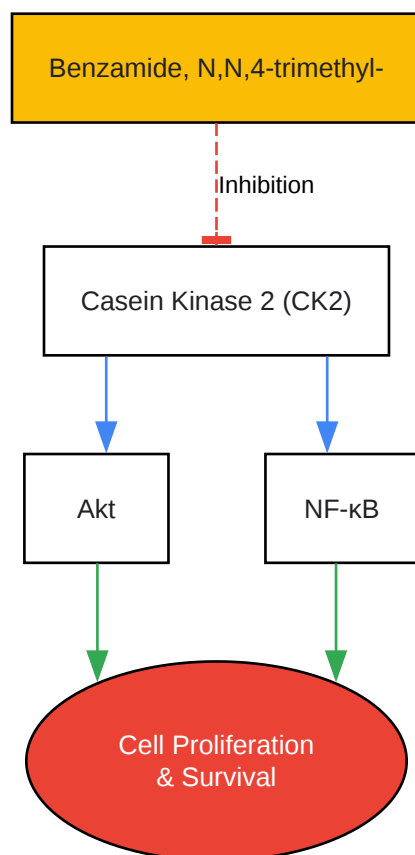 Benzamide, N,N,4-trimethyl-
Inhibition
Casein Kinase 2 (CK2)
Akt
NF-κB
Cell Proliferation
& Survival